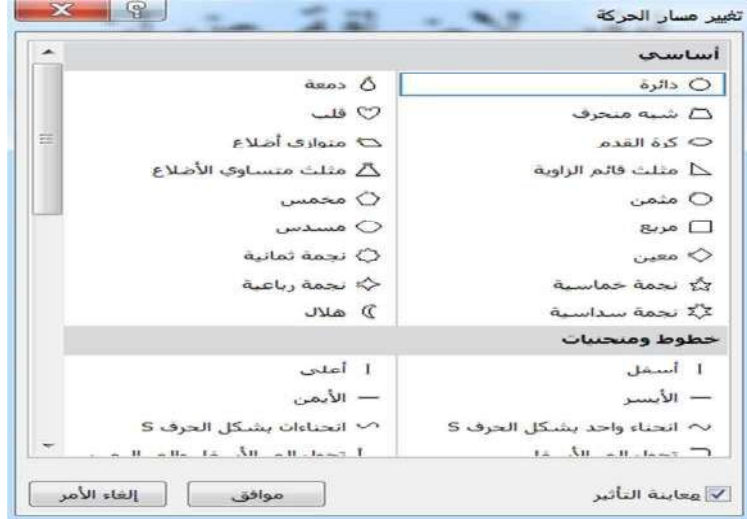 تغيير مسار الحركة
أساسي
دائرة دمعة
شبه منحرف قلب
كرة القدم متوازي أضلاع
مثلث قائم الزاوية مثلث متساوي الأضلاع
مثمن مخمس
مربع مسدس
معين نجمة ثمانية
نجمة خماسية نجمة رباعية
نجمة سداسية هلال
خطوط ومنحنيات
أسفل أعلى
الأيسر الأيمن
انحناء واحد بشكل الحرف S انحناءات بشكل الحرف S
معاينة التأثير موافق إلغاء الأمر